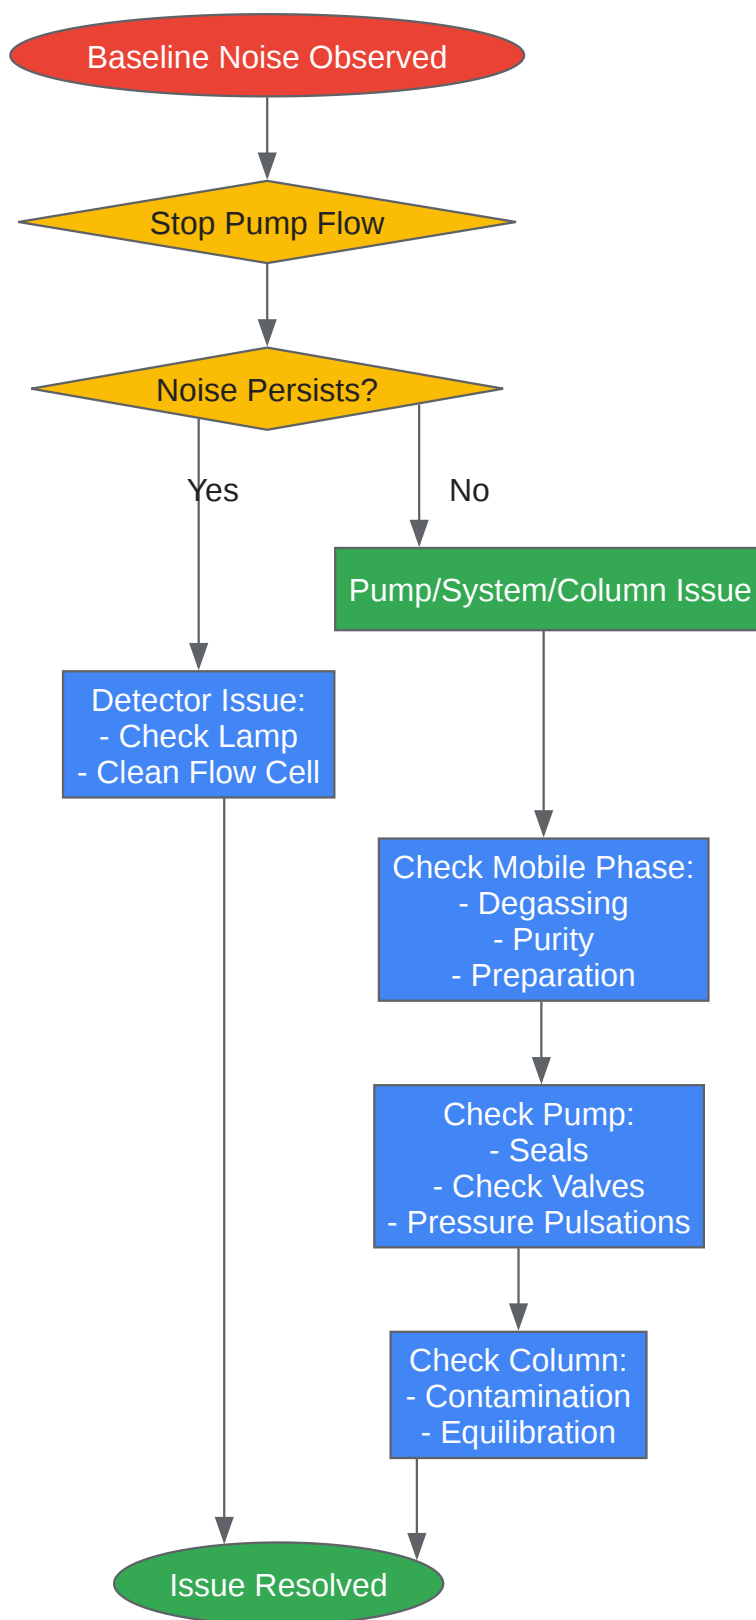 Baseline Noise Observed
Stop Pump Flow
Noise Persists?
Yes
No
Pump/System/Column Issue
Detector Issue:
- Check Lamp
- Clean Flow Cell
Check Mobile Phase:
- Degassing
- Purity
- Preparation
Check Pump:
- Seals
- Check Valves
- Pressure Pulsations
Check Column:
- Contamination
- Equilibration
Issue Resolved